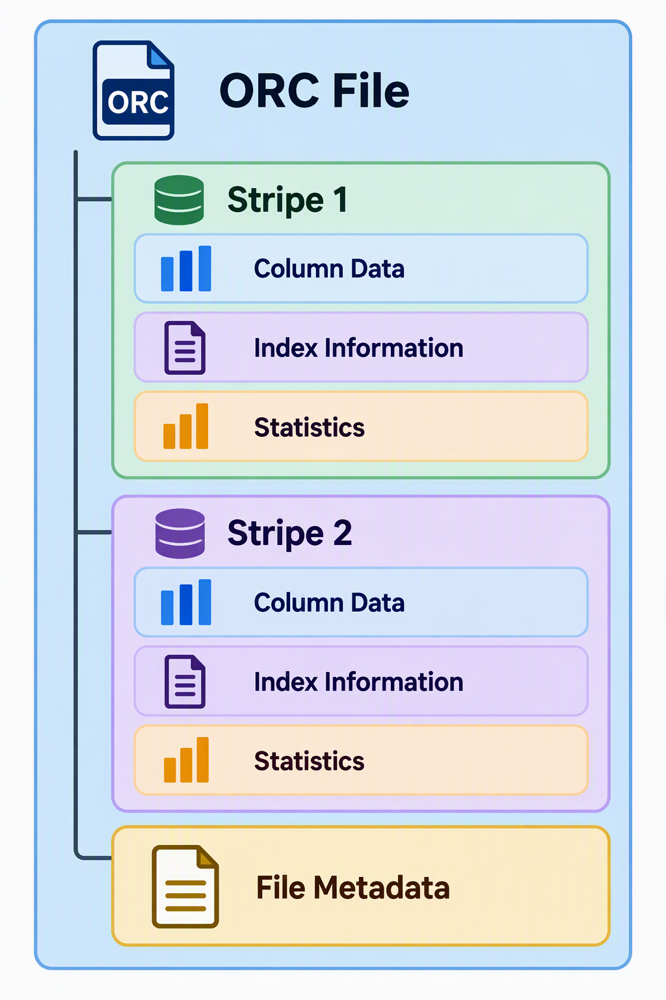 ORC
ORC File
Stripe 1
Column Data
Index Information
Statistics
Stripe 2
Column Data
Index Information
Statistics
File Metadata